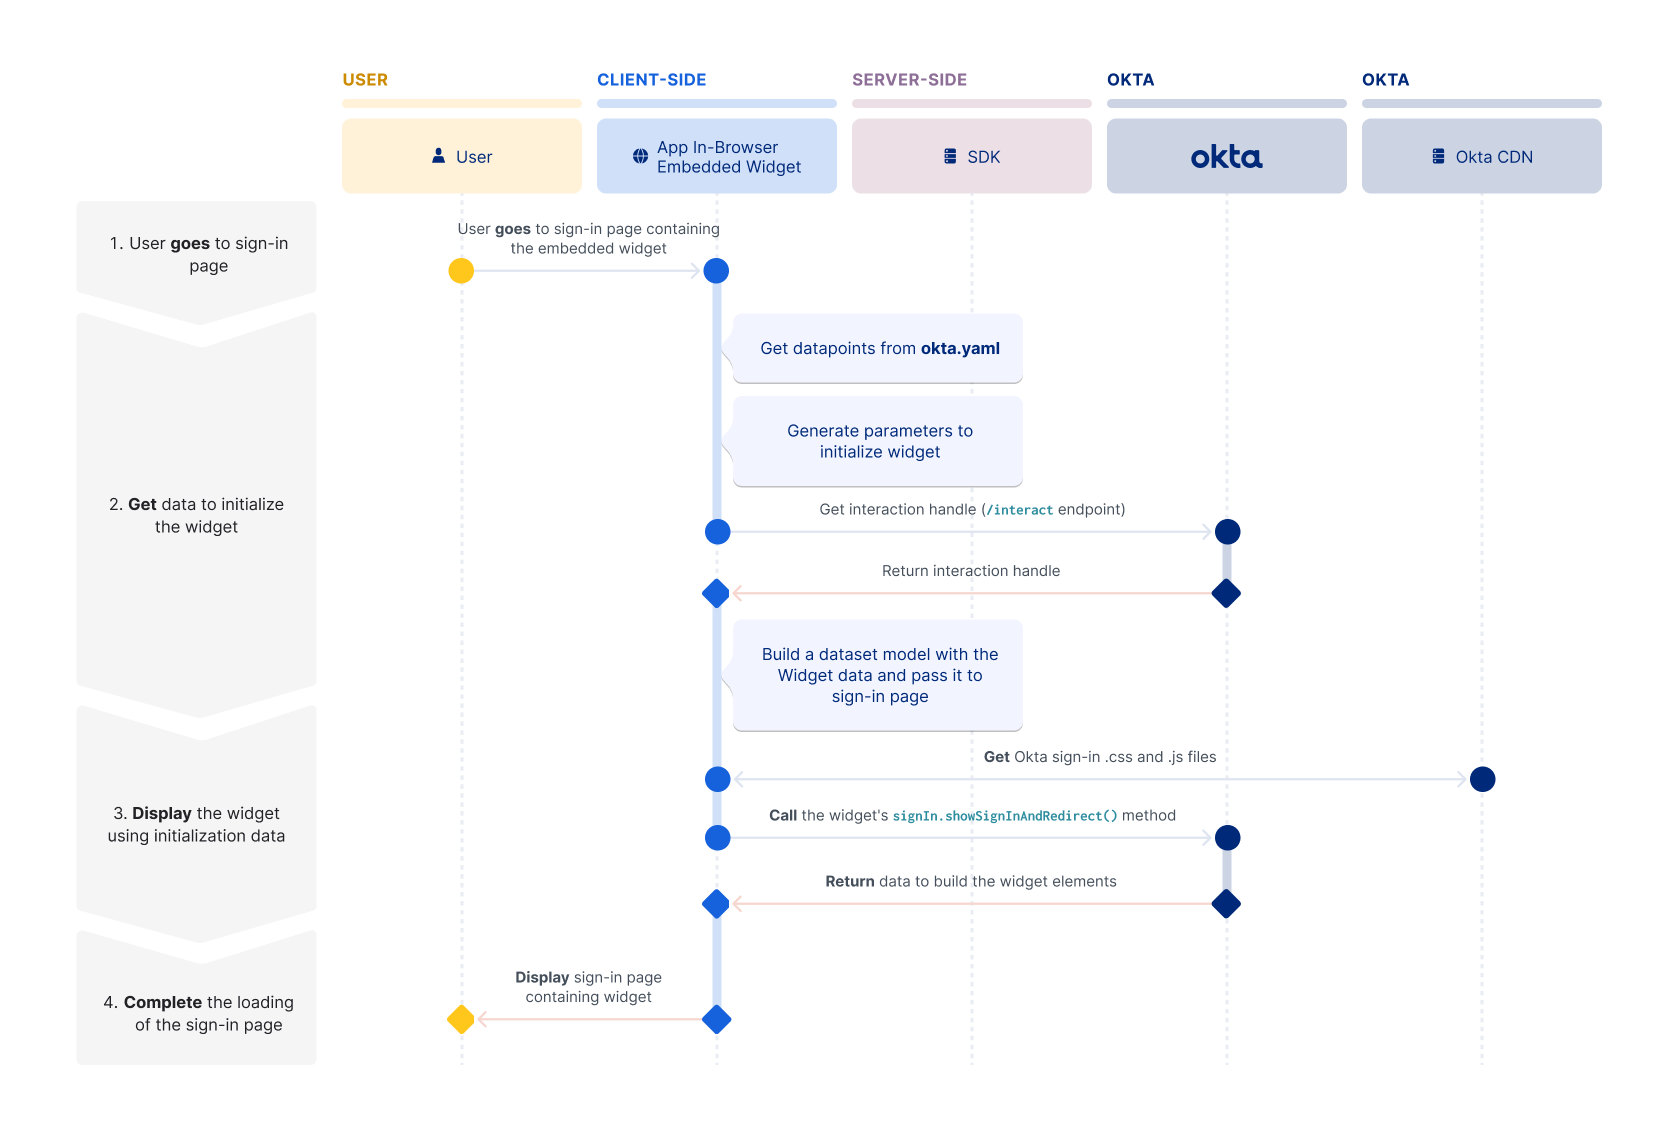 USER
CLIENT-SIDE
SERVER-SIDE
OKTA
OKTA
User
App In-Browser
Embedded Widget
SDK
okta
Okta CDN
1. User goes to sign-in
page
User goes to sign-in page containing
the embedded widget
2. Get data to initialize
the widget
Get datapoints from okta.yaml
Generate parameters to
initialize widget
Get interaction handle (/interact endpoint)
Return interaction handle
Build a dataset model with the
Widget data and pass it to
sign-in page
3. Display the widget
using initialization data
Get Okta sign-in .css and .js files
Call the widget's signIn.showSignInAndRedirect() method
Return data to build the widget elements
4. Complete the loading
of the sign-in page
Display sign-in page
containing widget